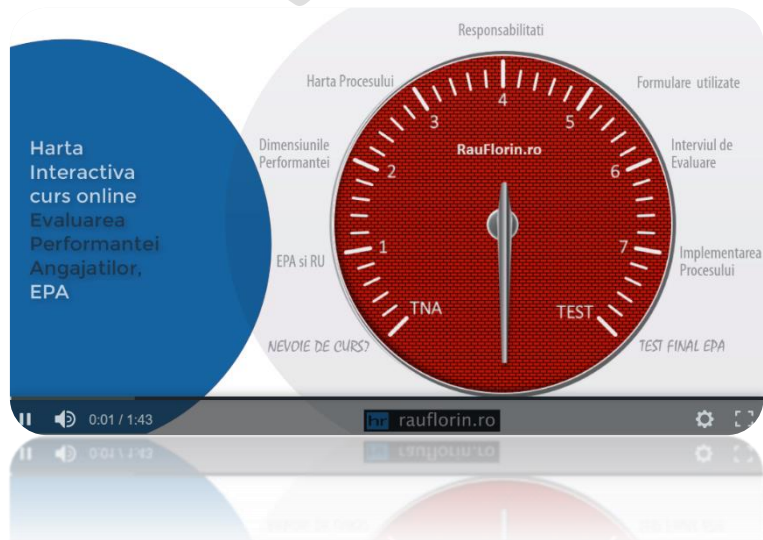 Harta
Interactiva
curs online
Evaluarea
Performantei
Angajatilor,
EPA
Responsabilitati
Harta Procesului
Formulare utilizate
Dimensiunile
Performantei
Interviul de
Evaluare
EPA si RU
Implementarea
Procesului
NEVOIE DE CURS?
TEST FINAL EPA
RauFlorin.ro
TNA
1
2
3
4
5
6
7
TEST
0:01 / 1:43
hr rauflorin.ro